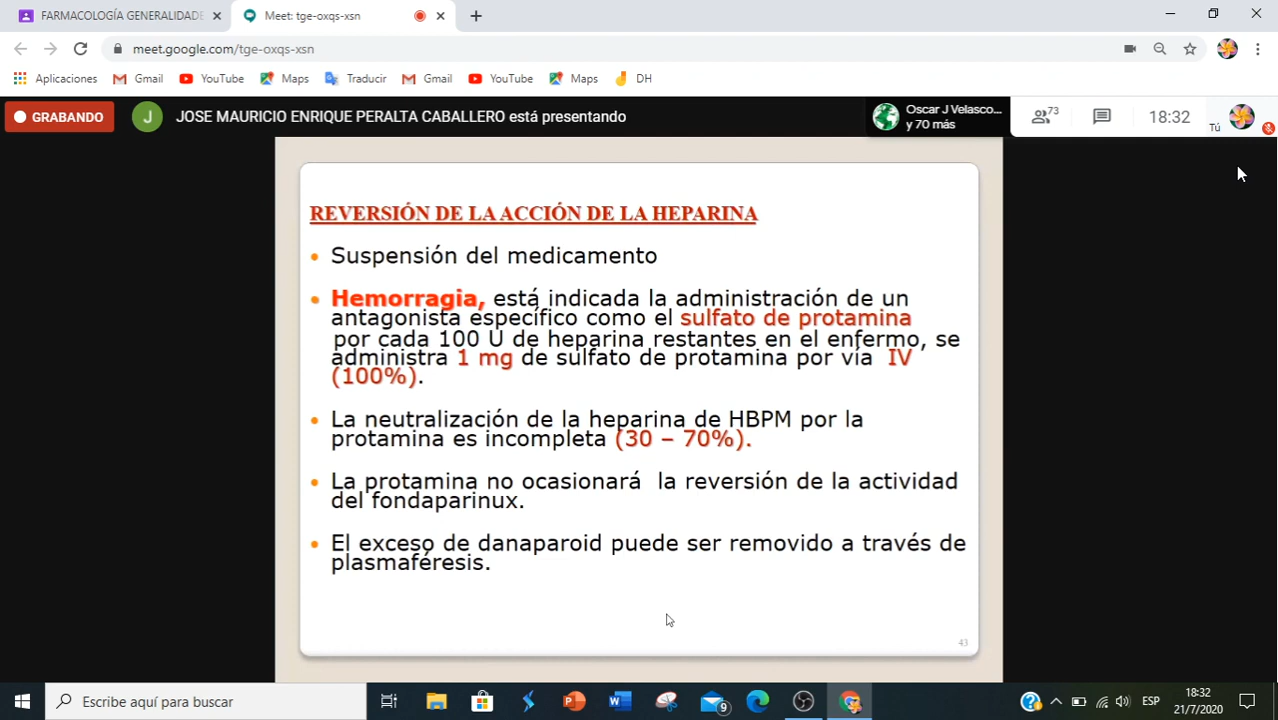 FARMACOLOGÍA GENERALIDADE
Meet: tge-oxqs-xsn
meet.google.com/tge-oxqs-xsn
Aplicaciones Gmail YouTube Maps Traducir Gmail YouTube Maps DH
GRABANDO
J JOSE MAURICIO ENRIQUE PERALTA CABALLERO está presentando
Oscar J Velasco...
y 70 más
73
18:32
Tú
REVERSIÓN DE LA ACCIÓN DE LA HEPARINA
• Suspensión del medicamento
• Hemorragia, está indicada la administración de un
antagonista específico como el sulfato de protamina
por cada 100 U de heparina restantes en el enfermo, se
administra 1 mg de sulfato de protamina por vía IV
(100%).
• La neutralización de la heparina de HBPM por la
protamina es incompleta (30 – 70%).
• La protamina no ocasionará la reversión de la actividad
del fondaparinux.
• El exceso de danaparoid puede ser removido a través de
plasmaféresis.
43
Escribe aquí para buscar
9
ESP
18:32
21/7/2020